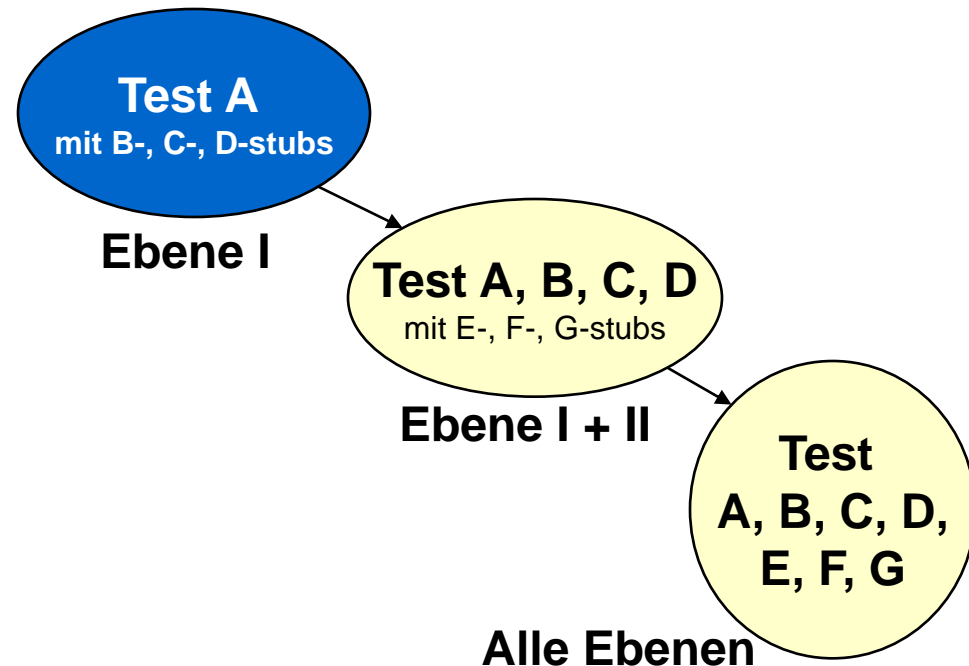 Test A
mit B-, C-, D-stubs
Ebene I
Test A, B, C, D
mit E-, F-, G-stubs
Ebene I + II
Test
A, B, C, D,
E, F, G
Alle Ebenen